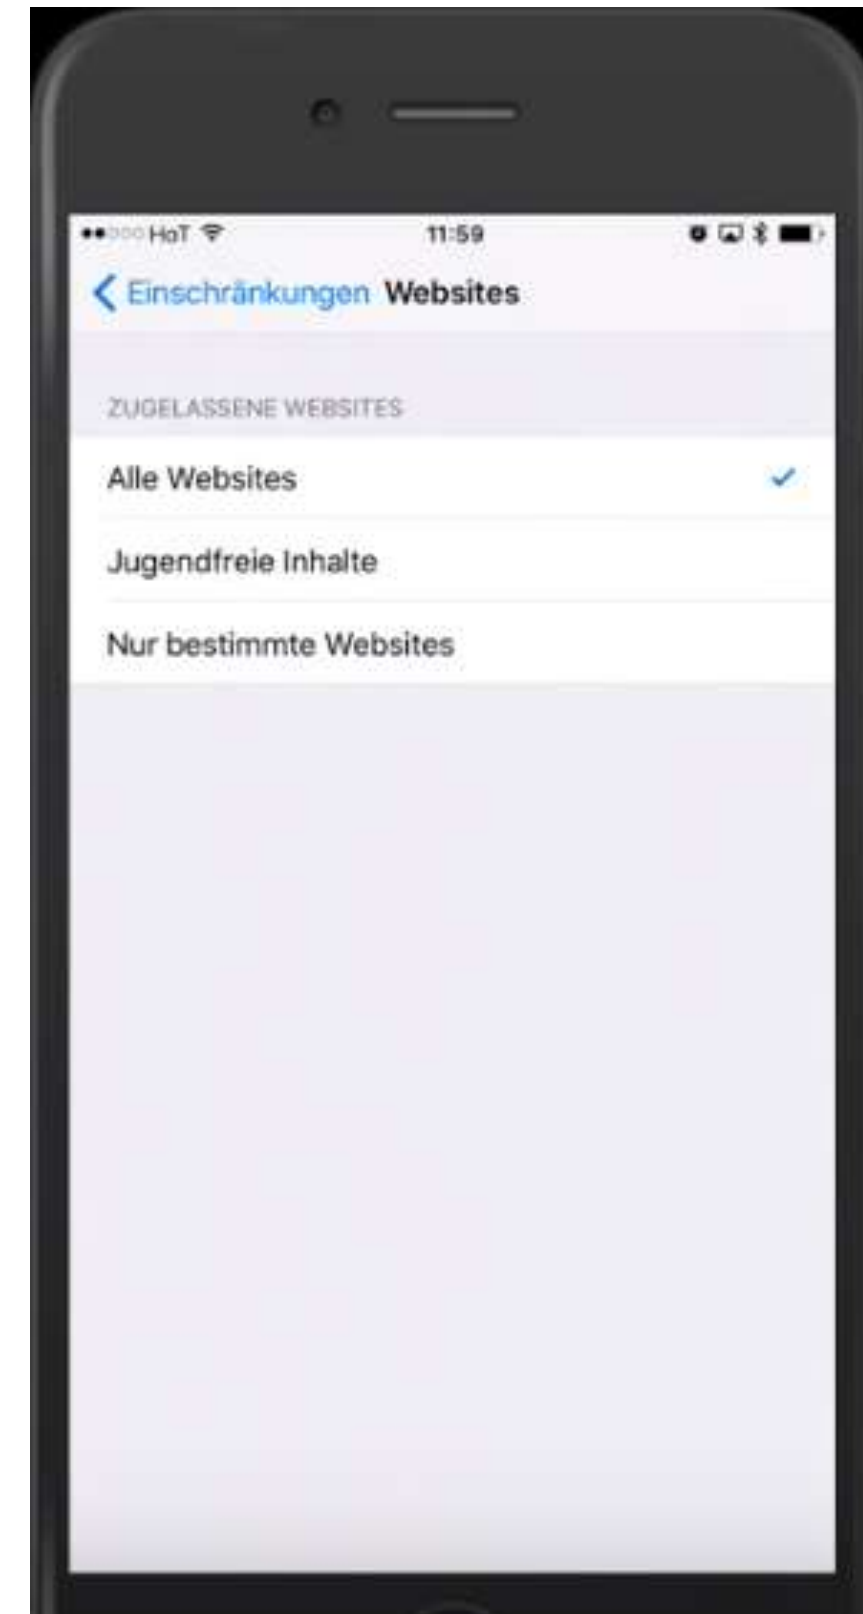 HoT 11:59
Einschränkungen Websites
ZUGELASSENE WEBSITES
Alle Websites
Jugendfreie Inhalte
Nur bestimmte Websites